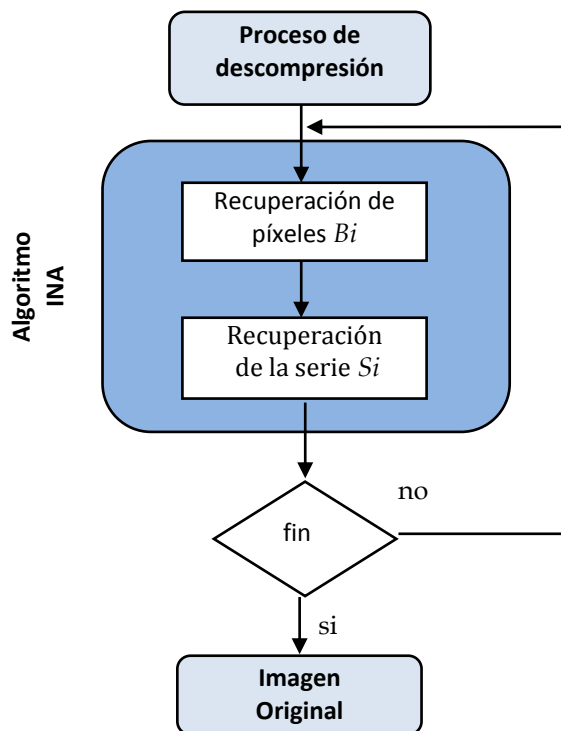 Proceso de
descompresión
Recuperación de
píxeles Bi
Algoritmo
INA
Recuperación
de la serie Si
no
fin
si
Imagen
Original